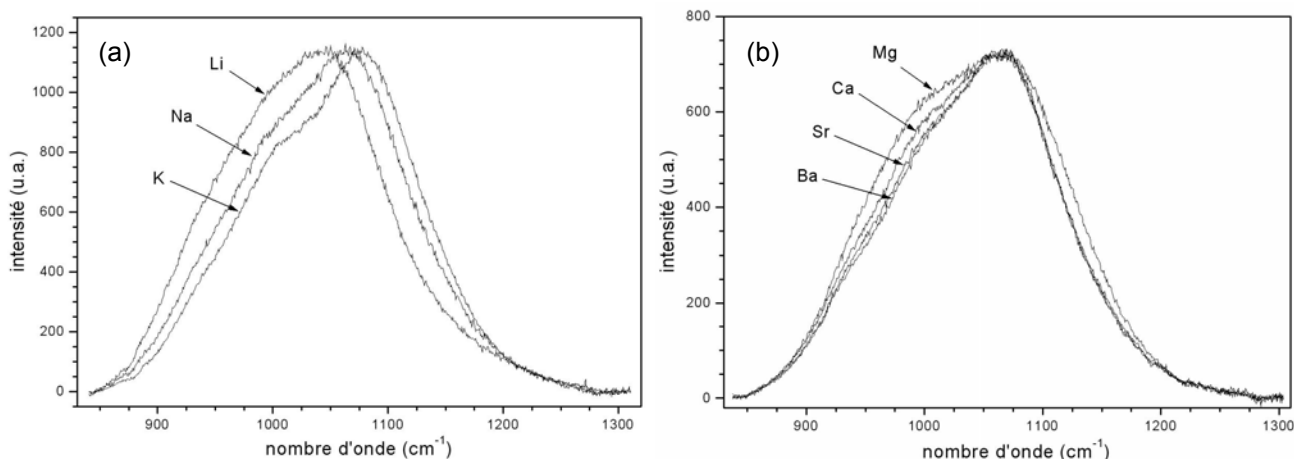 (a)
Li
Na
K
intensité (u.a.)
1200
1000
800
600
400
200
0
900
1000
1100
1200
1300
nombre d'onde (cm-1)
(b)
Mg
Ca
Sr
Ba
intensité (u.a.)
800
600
400
200
0
900
1000
1100
1200
1300
nombre d'onde (cm-1)